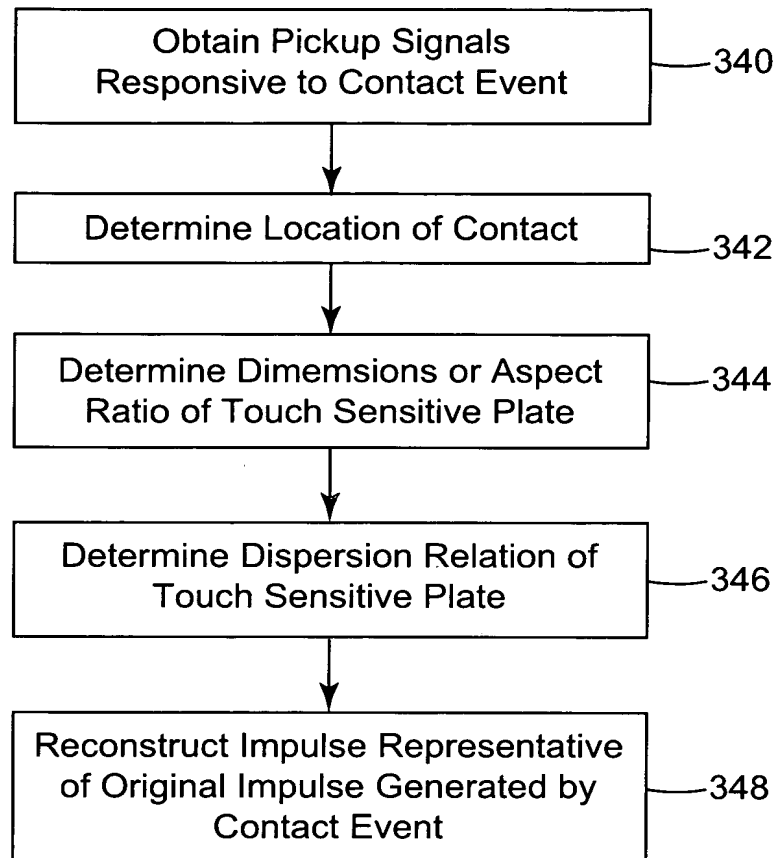 Obtain Pickup Signals
Responsive to Contact Event
340
Determine Location of Contact
342
Determine Dimemsions or Aspect
Ratio of Touch Sensitive Plate
344
Determine Dispersion Relation of
Touch Sensitive Plate
346
Reconstruct Impulse Representative
of Original Impulse Generated by
Contact Event
348